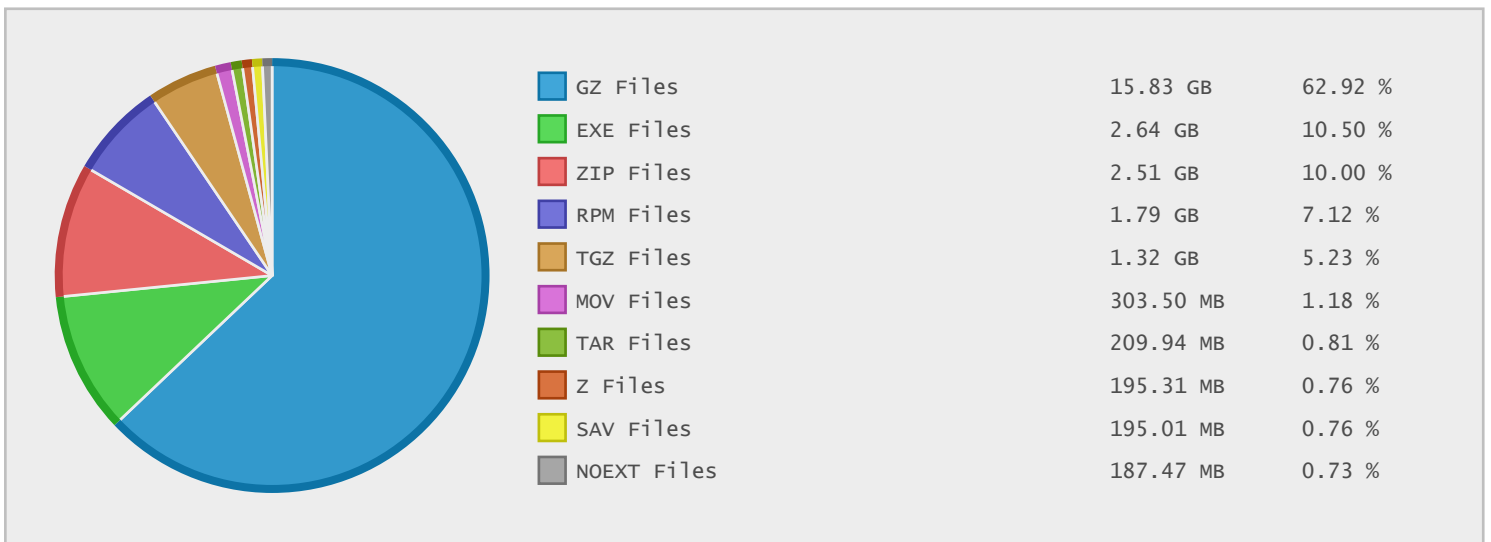 GZ Files 15.83 GB 62.92 %
EXE Files 2.64 GB 10.50 %
ZIP Files 2.51 GB 10.00 %
RPM Files 1.79 GB 7.12 %
TGZ Files 1.32 GB 5.23 %
MOV Files 303.50 MB 1.18 %
TAR Files 209.94 MB 0.81 %
Z Files 195.31 MB 0.76 %
SAV Files 195.01 MB 0.76 %
NOEXT Files 187.47 MB 0.73 %